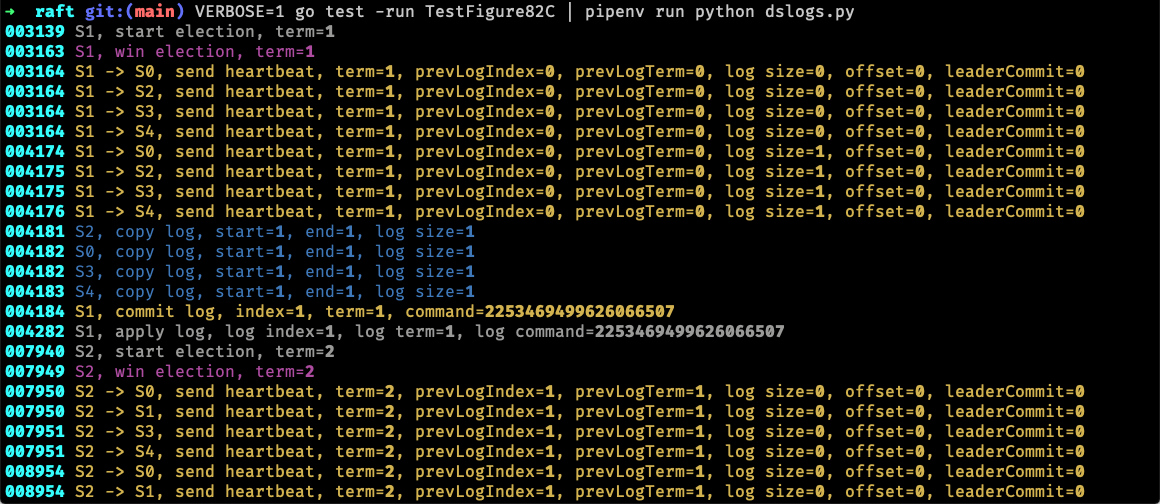 ➜  raft git:(main) VERBOSE=1 go test -run TestFigure82C | pipenv run python dslogs.py
003139 S1, start election, term=1
003163 S1, win election, term=1
003164 S1 -> S0, send heartbeat, term=1, prevLogIndex=0, prevLogTerm=0, log size=0, offset=0, leaderCommit=0
003164 S1 -> S2, send heartbeat, term=1, prevLogIndex=0, prevLogTerm=0, log size=0, offset=0, leaderCommit=0
003164 S1 -> S3, send heartbeat, term=1, prevLogIndex=0, prevLogTerm=0, log size=0, offset=0, leaderCommit=0
003164 S1 -> S4, send heartbeat, term=1, prevLogIndex=0, prevLogTerm=0, log size=0, offset=0, leaderCommit=0
004174 S1 -> S0, send heartbeat, term=1, prevLogIndex=0, prevLogTerm=0, log size=1, offset=0, leaderCommit=0
004175 S1 -> S2, send heartbeat, term=1, prevLogIndex=0, prevLogTerm=0, log size=1, offset=0, leaderCommit=0
004175 S1 -> S3, send heartbeat, term=1, prevLogIndex=0, prevLogTerm=0, log size=1, offset=0, leaderCommit=0
004176 S1 -> S4, send heartbeat, term=1, prevLogIndex=0, prevLogTerm=0, log size=1, offset=0, leaderCommit=0
004181 S2, copy log, start=1, end=1, log size=1
004182 S0, copy log, start=1, end=1, log size=1
004182 S3, copy log, start=1, end=1, log size=1
004183 S4, copy log, start=1, end=1, log size=1
004184 S1, commit log, index=1, term=1, command=2253469499626066507
004282 S1, apply log, log index=1, log term=1, log command=2253469499626066507
007940 S2, start election, term=2
007949 S2, win election, term=2
007950 S2 -> S0, send heartbeat, term=2, prevLogIndex=1, prevLogTerm=1, log size=0, offset=0, leaderCommit=0
007950 S2 -> S1, send heartbeat, term=2, prevLogIndex=1, prevLogTerm=1, log size=0, offset=0, leaderCommit=0
007951 S2 -> S3, send heartbeat, term=2, prevLogIndex=1, prevLogTerm=1, log size=0, offset=0, leaderCommit=0
007951 S2 -> S4, send heartbeat, term=2, prevLogIndex=1, prevLogTerm=1, log size=0, offset=0, leaderCommit=0
008954 S2 -> S0, send heartbeat, term=2, prevLogIndex=1, prevLogTerm=1, log size=0, offset=0, leaderCommit=0
008954 S2 -> S1, send heartbeat, term=2, prevLogIndex=1, prevLogTerm=1, log size=0, offset=0, leaderCommit=0